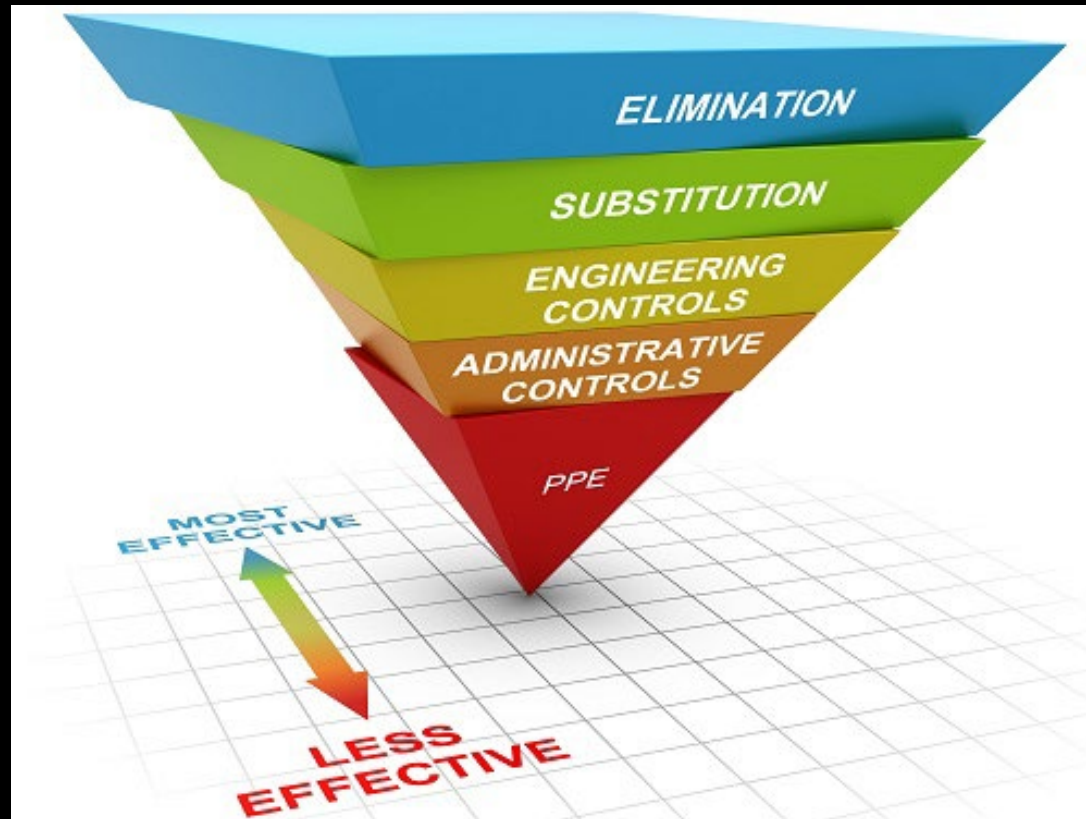 ELIMINATION
SUBSTITUTION
ENGINEERING
CONTROLS
ADMINISTRATIVE
CONTROLS
PPE
MOST
EFFECTIVE
LESS
EFFECTIVE